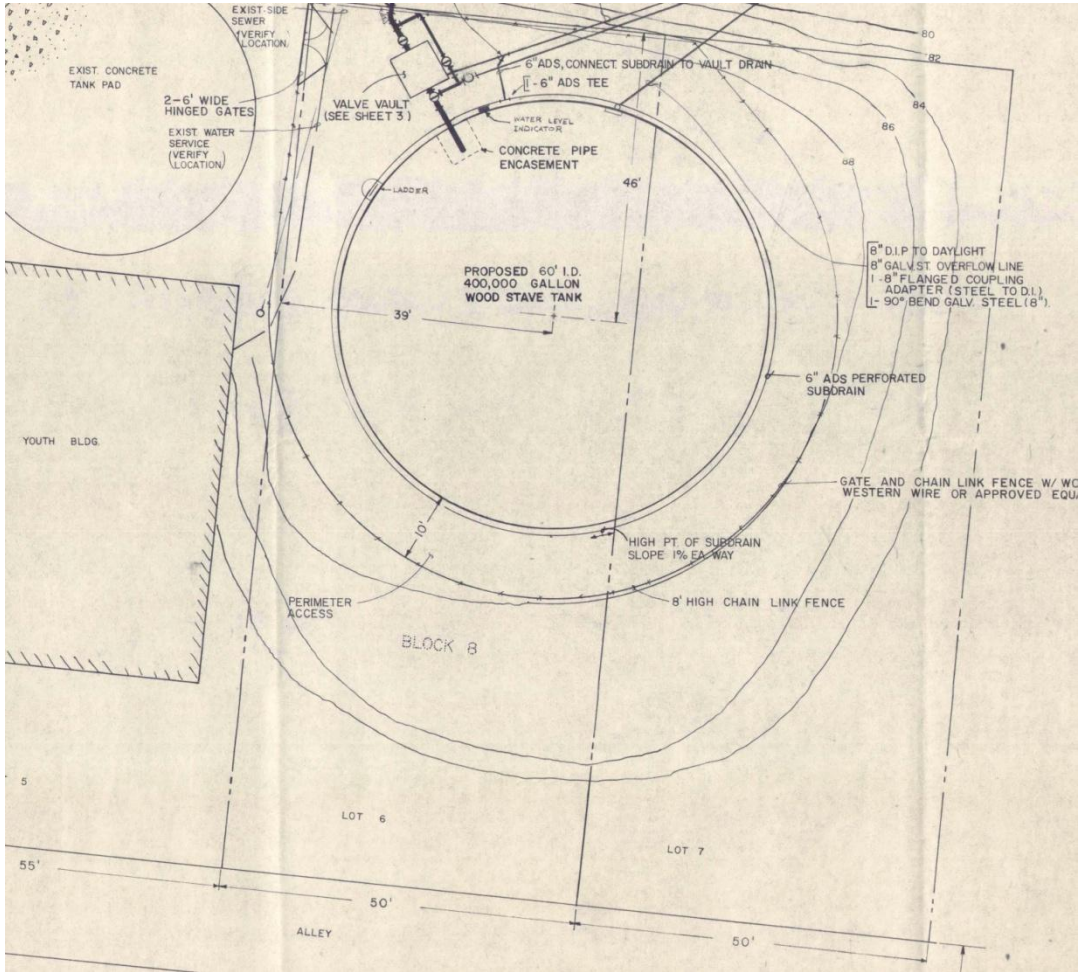 EXIST. SIDE
SEWER
(VERIFY
LOCATION)
80
82
84
86
88
EXIST. CONCRETE
TANK PAD
2-6' WIDE
HINGED GATES
EXIST WATER
SERVICE
(VERIFY
LOCATION)
VALVE VAULT
(SEE SHEET 3)
6" ADS, CONNECT SUBDRAIN TO VAULT DRAIN
1-6" ADS TEE
WATER LEVEL
INDICATOR
CONCRETE PIPE
ENCASEMENT
LADDER
46'
PROPOSED 60' I.D.
400,000 GALLON
WOOD STAVE TANK
39'
8" D.I.P TO DAYLIGHT
8" GALV. ST. OVERFLOW LINE
1-8" FLANGED COUPLING
ADAPTER (STEEL TO D.I.)
1-90° BEND GALV. STEEL (8").
6" ADS PERFORATED
SUBDRAIN
YOUTH BLDG.
GATE AND CHAIN LINK FENCE W/
WESTERN WIRE OR APPROVED
10'
HIGH PT. OF SUBDRAIN
SLOPE 1% EA. WAY
PERIMETER
ACCESS
8' HIGH CHAIN LINK FENCE
BLOCK 8
5
LOT 6
LOT 7
55'
50'
50'
ALLEY